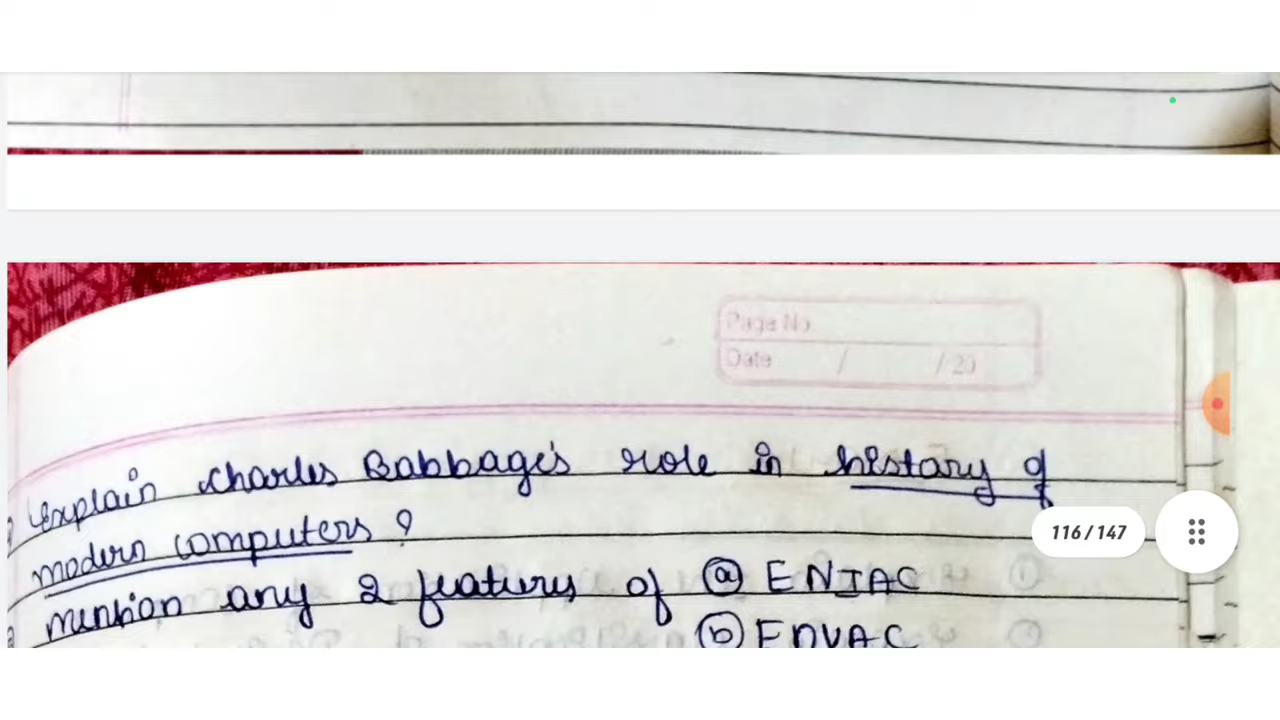 Page No
Date / / 20
Explain Charles Babbage's role in history of
modern computers ?
116/147
mention any 2 featurs of (a) ENIAC
(b) EDVAC